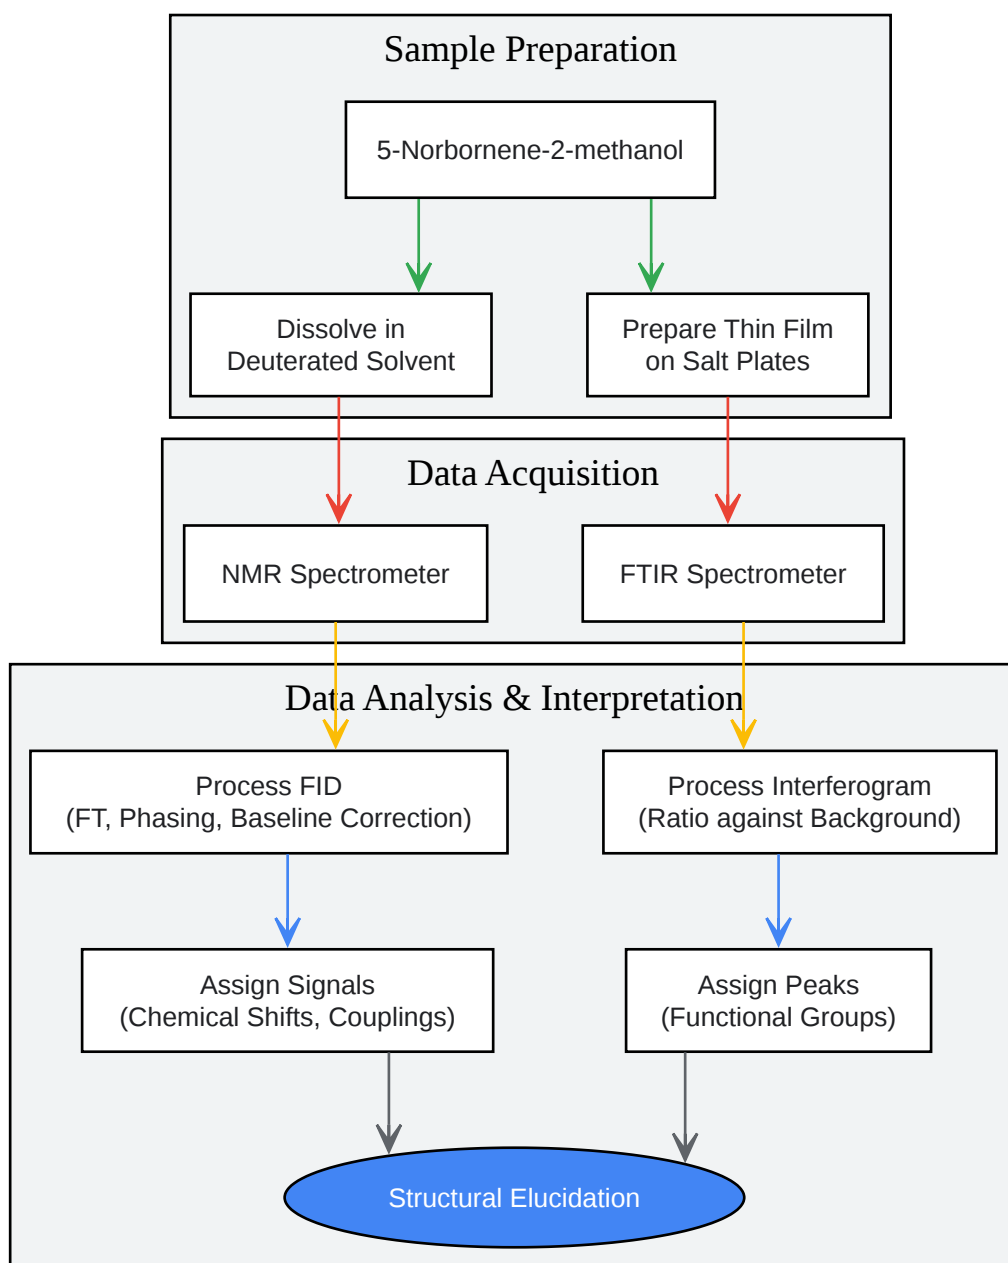 Sample Preparation
5-Norbornene-2-methanol
Dissolve in
Deuterated Solvent
Prepare Thin Film
on Salt Plates
Data Acquisition
NMR Spectrometer
FTIR Spectrometer
Data Analysis & Interpretation
Process FID
(FT, Phasing, Baseline Correction)
Process Interferogram
(Ratio against Background)
Assign Signals
(Chemical Shifts, Couplings)
Assign Peaks
(Functional Groups)
Structural Elucidation